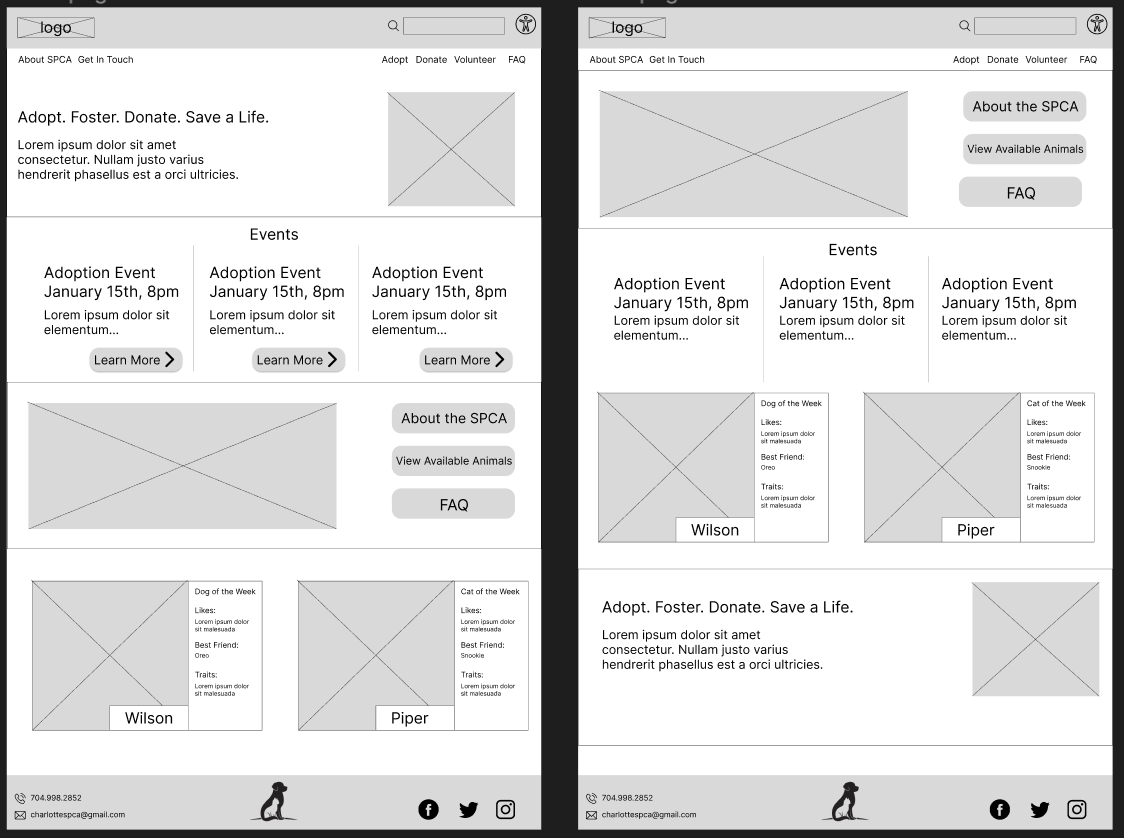 logo
About SPCA Get In Touch Adopt Donate Volunteer FAQ
Adopt. Foster. Donate. Save a Life.
Lorem ipsum dolor sit amet
consectetur. Nullam justo varius
hendrerit phasellus est a orci ultricies.
Events
Adoption Event
January 15th, 8pm
Lorem ipsum dolor sit
elementum...
Learn More
Adoption Event
January 15th, 8pm
Lorem ipsum dolor sit
elementum...
Learn More
Adoption Event
January 15th, 8pm
Lorem ipsum dolor sit
elementum...
Learn More
About the SPCA
View Available Animals
FAQ
Dog of the Week
Likes:
Lorem ipsum dolor
sit malesuada
Best Friend:
Oreo
Traits:
Lorem ipsum dolor
sit malesuada
Wilson
Cat of the Week
Likes:
Lorem ipsum dolor
sit malesuada
Best Friend:
Snookie
Traits:
Lorem ipsum dolor
sit malesuada
Piper
704.998.2852
charlottespca@gmail.com
logo
About SPCA Get In Touch Adopt Donate Volunteer FAQ
About the SPCA
View Available Animals
FAQ
Events
Adoption Event
January 15th, 8pm
Lorem ipsum dolor sit
elementum...
Adoption Event
January 15th, 8pm
Lorem ipsum dolor sit
elementum...
Adoption Event
January 15th, 8pm
Lorem ipsum dolor sit
elementum...
Dog of the Week
Likes:
Lorem ipsum dolor
sit malesuada
Best Friend:
Oreo
Traits:
Lorem ipsum dolor
sit malesuada
Wilson
Cat of the Week
Likes:
Lorem ipsum dolor
sit malesuada
Best Friend:
Snookie
Traits:
Lorem ipsum dolor
sit malesuada
Piper
Adopt. Foster. Donate. Save a Life.
Lorem ipsum dolor sit amet
consectetur. Nullam justo varius
hendrerit phasellus est a orci ultricies.
704.998.2852
charlottespca@gmail.com